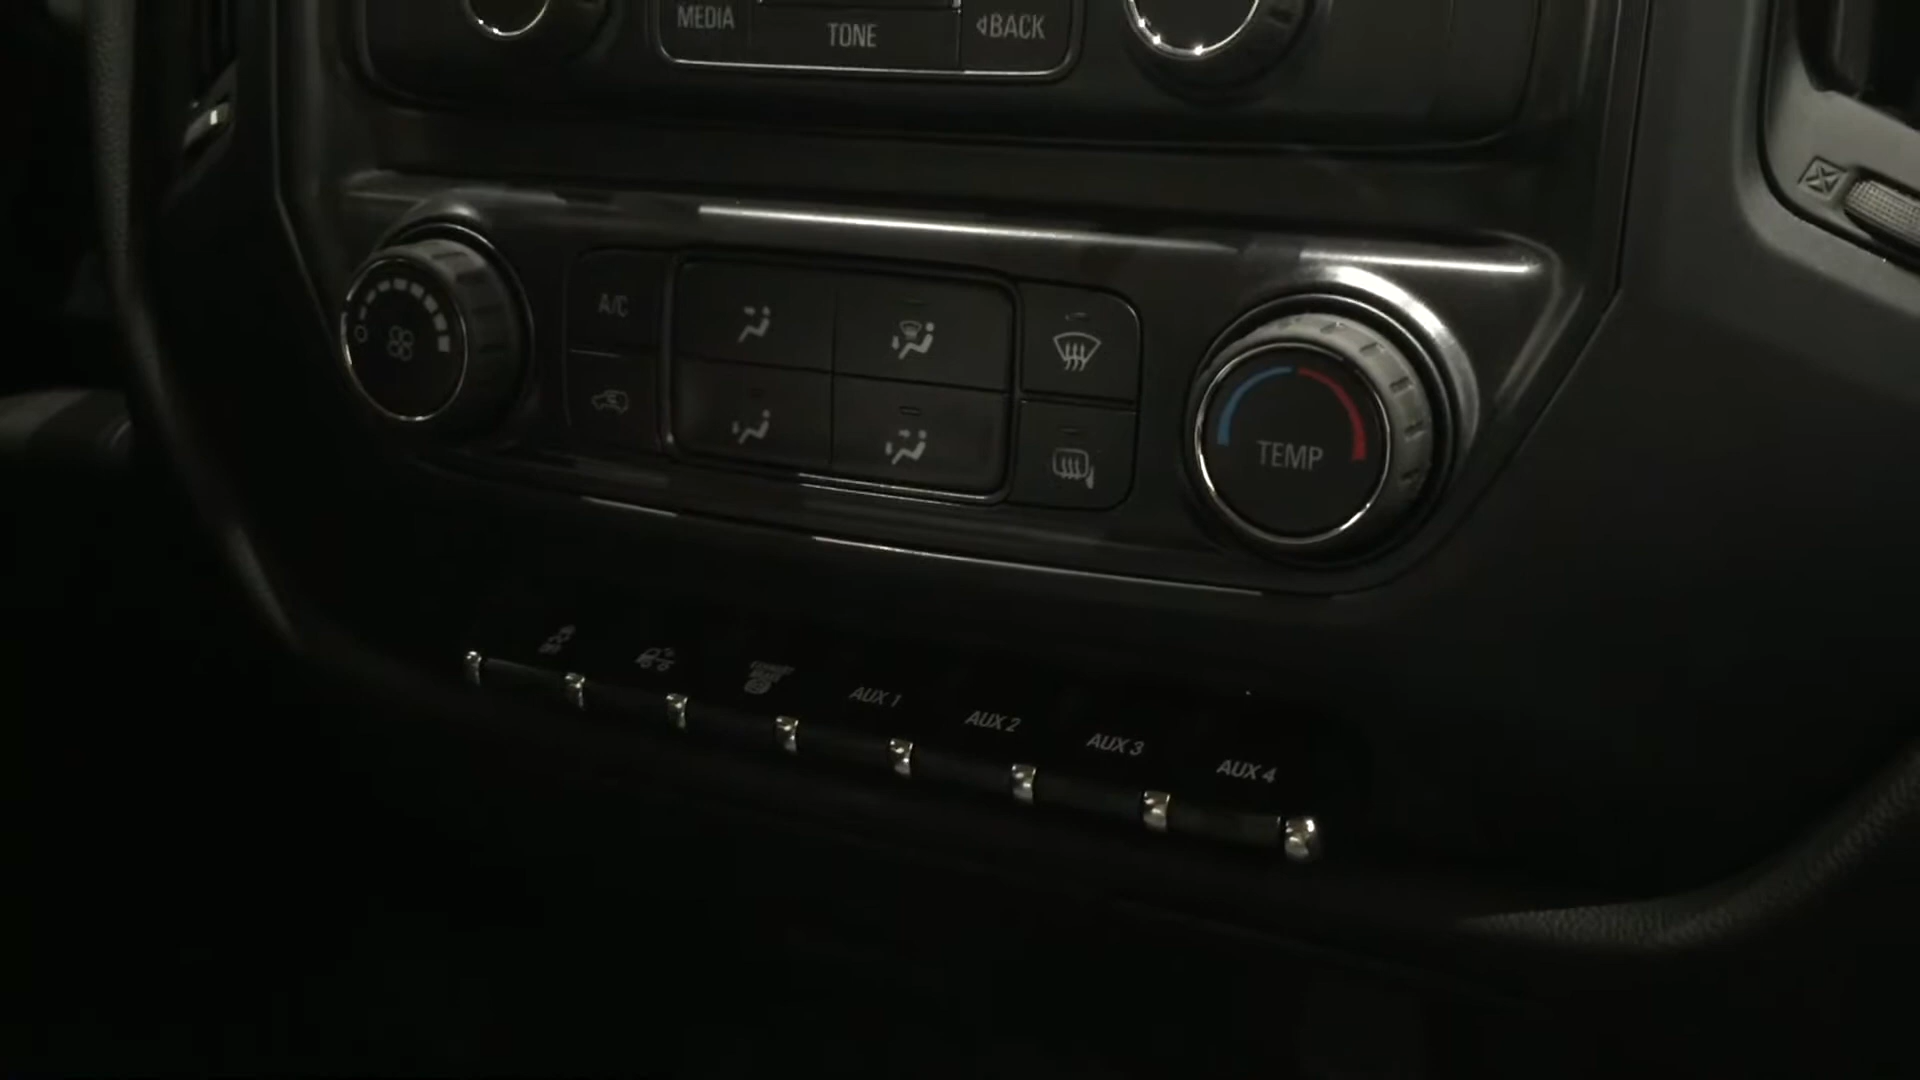 MEDIA
TONE
BACK
A/C
TEMP
AUX 1
AUX 2
AUX 3
AUX 4